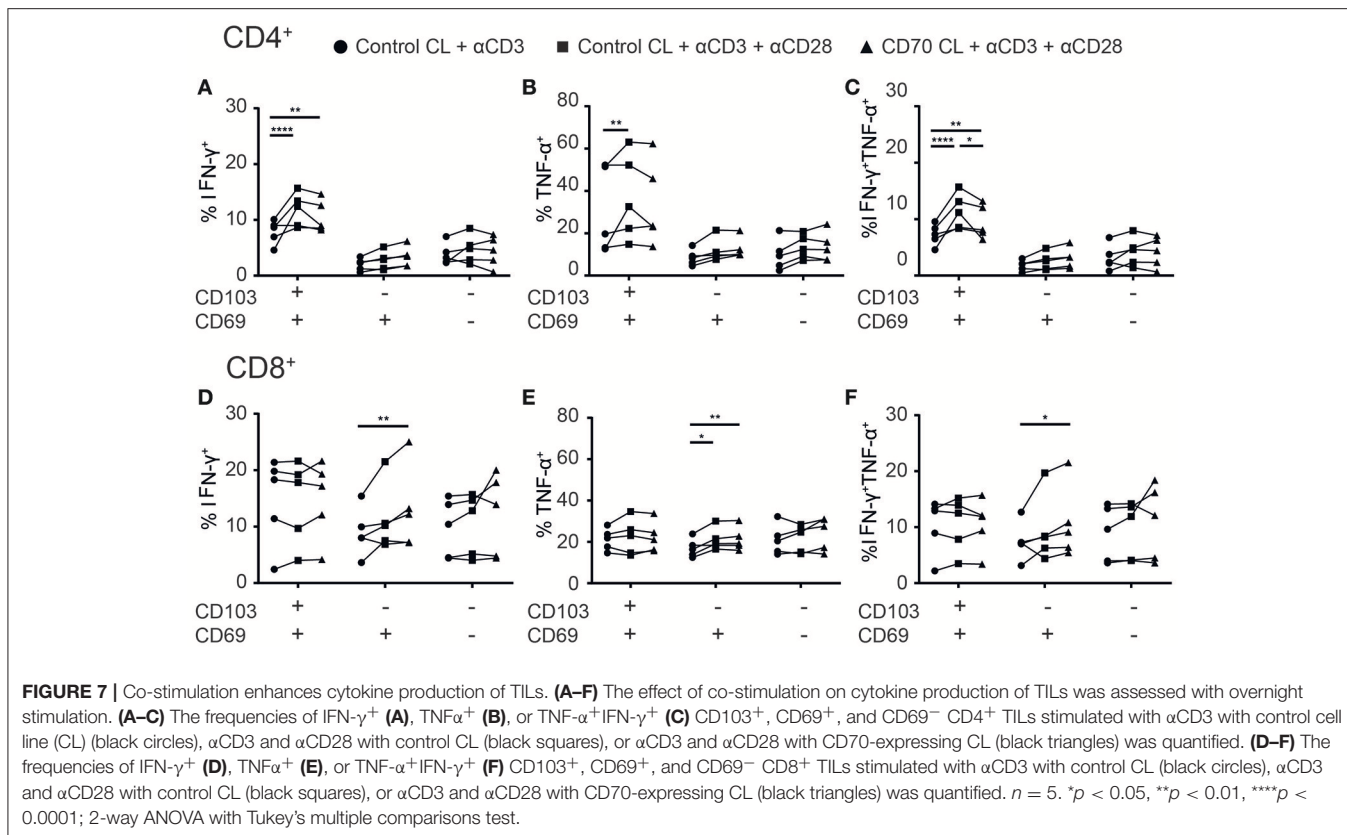 CD4⁺
● Control CL + αCD3 ■ Control CL + αCD3 + αCD28 ▲ CD70 CL + αCD3 + αCD28
A
% IFN-γ⁺
30
20
10
0
**
****
CD103 + - -
CD69 + + -
B
% TNF-α⁺
80
60
40
20
0
**
CD103 + - -
CD69 + + -
C
%IFN-γ⁺TNF-α⁺
30
20
10
0
**
**** *
CD103 + - -
CD69 + + -
CD8⁺
D
% IFN-γ⁺
30
20
10
0
**
CD103 + - -
CD69 + + -
E
% TNF-α⁺
80
60
40
20
0
**
*
CD103 + - -
CD69 + + -
F
%IFN-γ⁺TNF-α⁺
30
20
10
0
*
CD103 + - -
CD69 + + -
FIGURE 7 | Co-stimulation enhances cytokine production of TILs. (A–F) The effect of co-stimulation on cytokine production of TILs was assessed with overnight
stimulation. (A–C) The frequencies of IFN-γ⁺ (A), TNFα⁺ (B), or TNF-α⁺IFN-γ⁺ (C) CD103⁺, CD69⁺, and CD69⁻ CD4⁺ TILs stimulated with αCD3 with control cell
line (CL) (black circles), αCD3 and αCD28 with control CL (black squares), or αCD3 and αCD28 with CD70-expressing CL (black triangles) was quantified. (D–F) The
frequencies of IFN-γ⁺ (D), TNFα⁺ (E), or TNF-α⁺IFN-γ⁺ (F) CD103⁺, CD69⁺, and CD69⁻ CD8⁺ TILs stimulated with αCD3 with control CL (black circles), αCD3
and αCD28 with control CL (black squares), or αCD3 and αCD28 with CD70-expressing CL (black triangles) was quantified. n = 5. *p < 0.05, **p < 0.01, ****p <
0.0001; 2-way ANOVA with Tukey's multiple comparisons test.